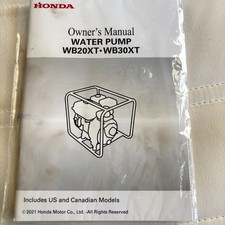 HONDA
Owner's Manual
WATER PUMP
WB20XT•WB30XT
Includes US and Canadian Models
© 2021 Honda Motor Co., Ltd. -All Rights Reserved